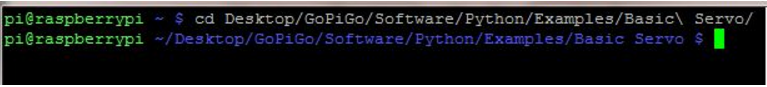 pi@raspberrypi ~ $ cd Desktop/GoPiGo/Software/Python/Examples/Basic\ Servo/
pi@raspberrypi ~/Desktop/GoPiGo/Software/Python/Examples/Basic Servo $